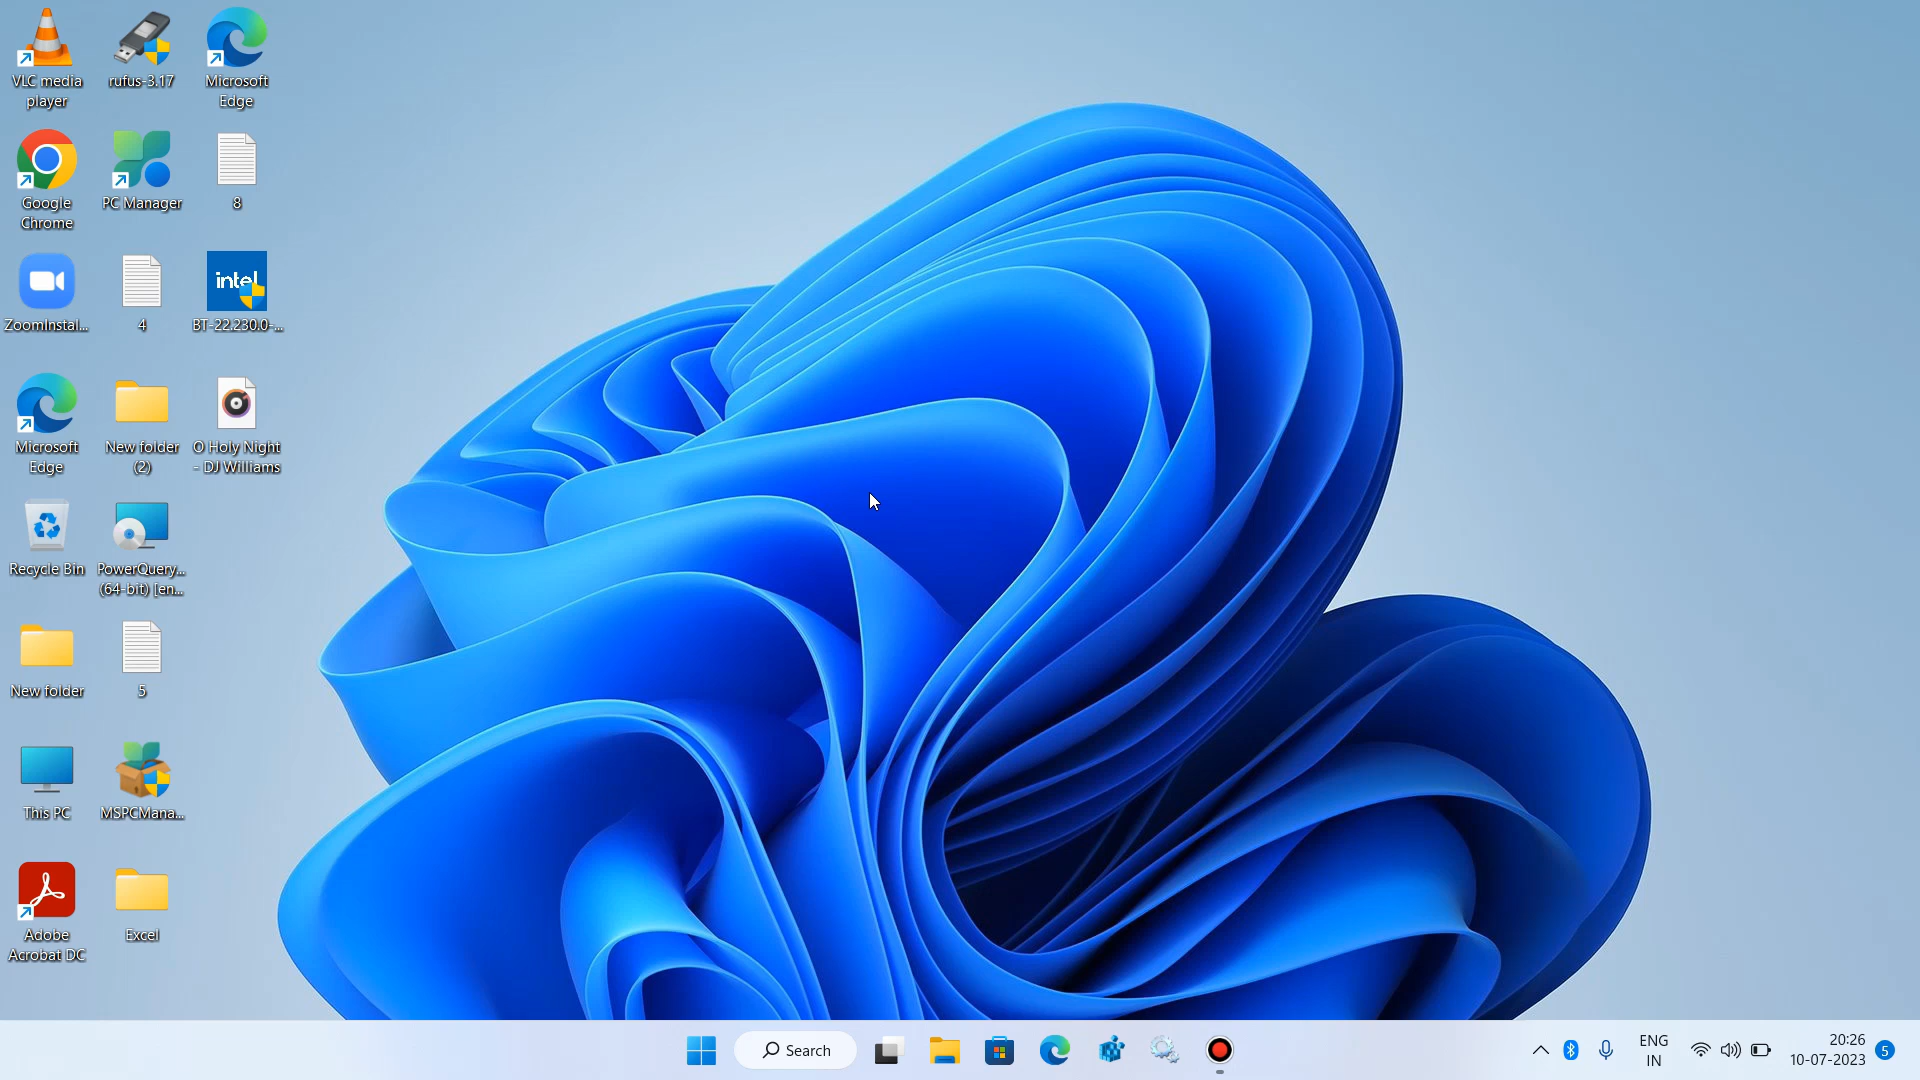 VLC media
player
rufus-3.17
Microsoft
Edge
Google
Chrome
PC Manager
8
ZoomInstal...
4
intel
BT-22.230.0-...
Microsoft
Edge
New folder
(2)
O Holy Night
- DJ Williams
Recycle Bin
PowerQuery...
(64-bit) [en...
New folder
5
This PC
MSPCMana...
Adobe
Acrobat DC
Excel
Search
ENG
IN
20:26
10-07-2023
5